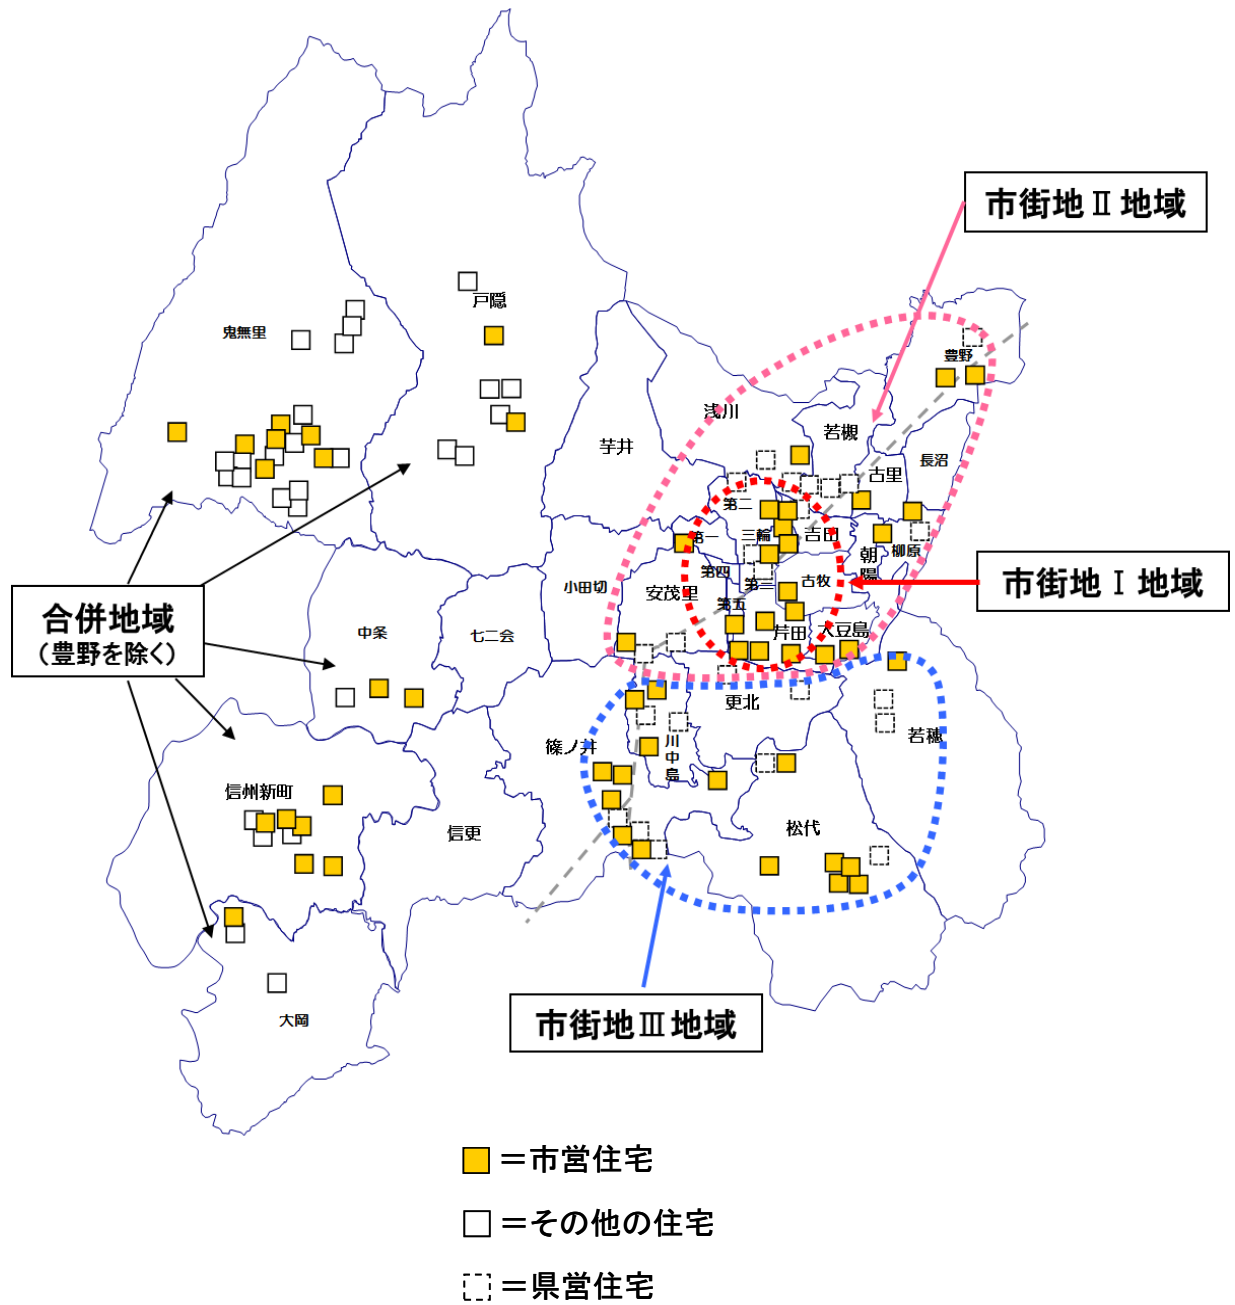 市街地Ⅱ地域
戸隠
鬼無里
豊野
浅川
若槻
芋井
長沼
古里
第二
第一
三輪
吉田
朝陽
柳原
市街地Ⅰ地域
第四
第三
古牧
小田切
安茂里
第五
芹田
大豆島
合併地域
（豊野を除く）
中条
七二会
更北
若穂
篠ノ井
川中島
信州新町
信更
松代
大岡
市街地Ⅲ地域
＝市営住宅
＝その他の住宅
＝県営住宅